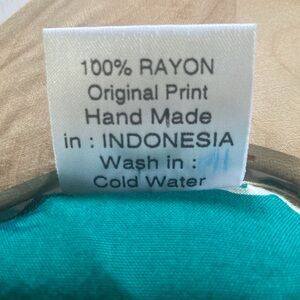 100% RAYON
Original Print
Hand Made
in : INDONESIA
Wash in :
Cold Water